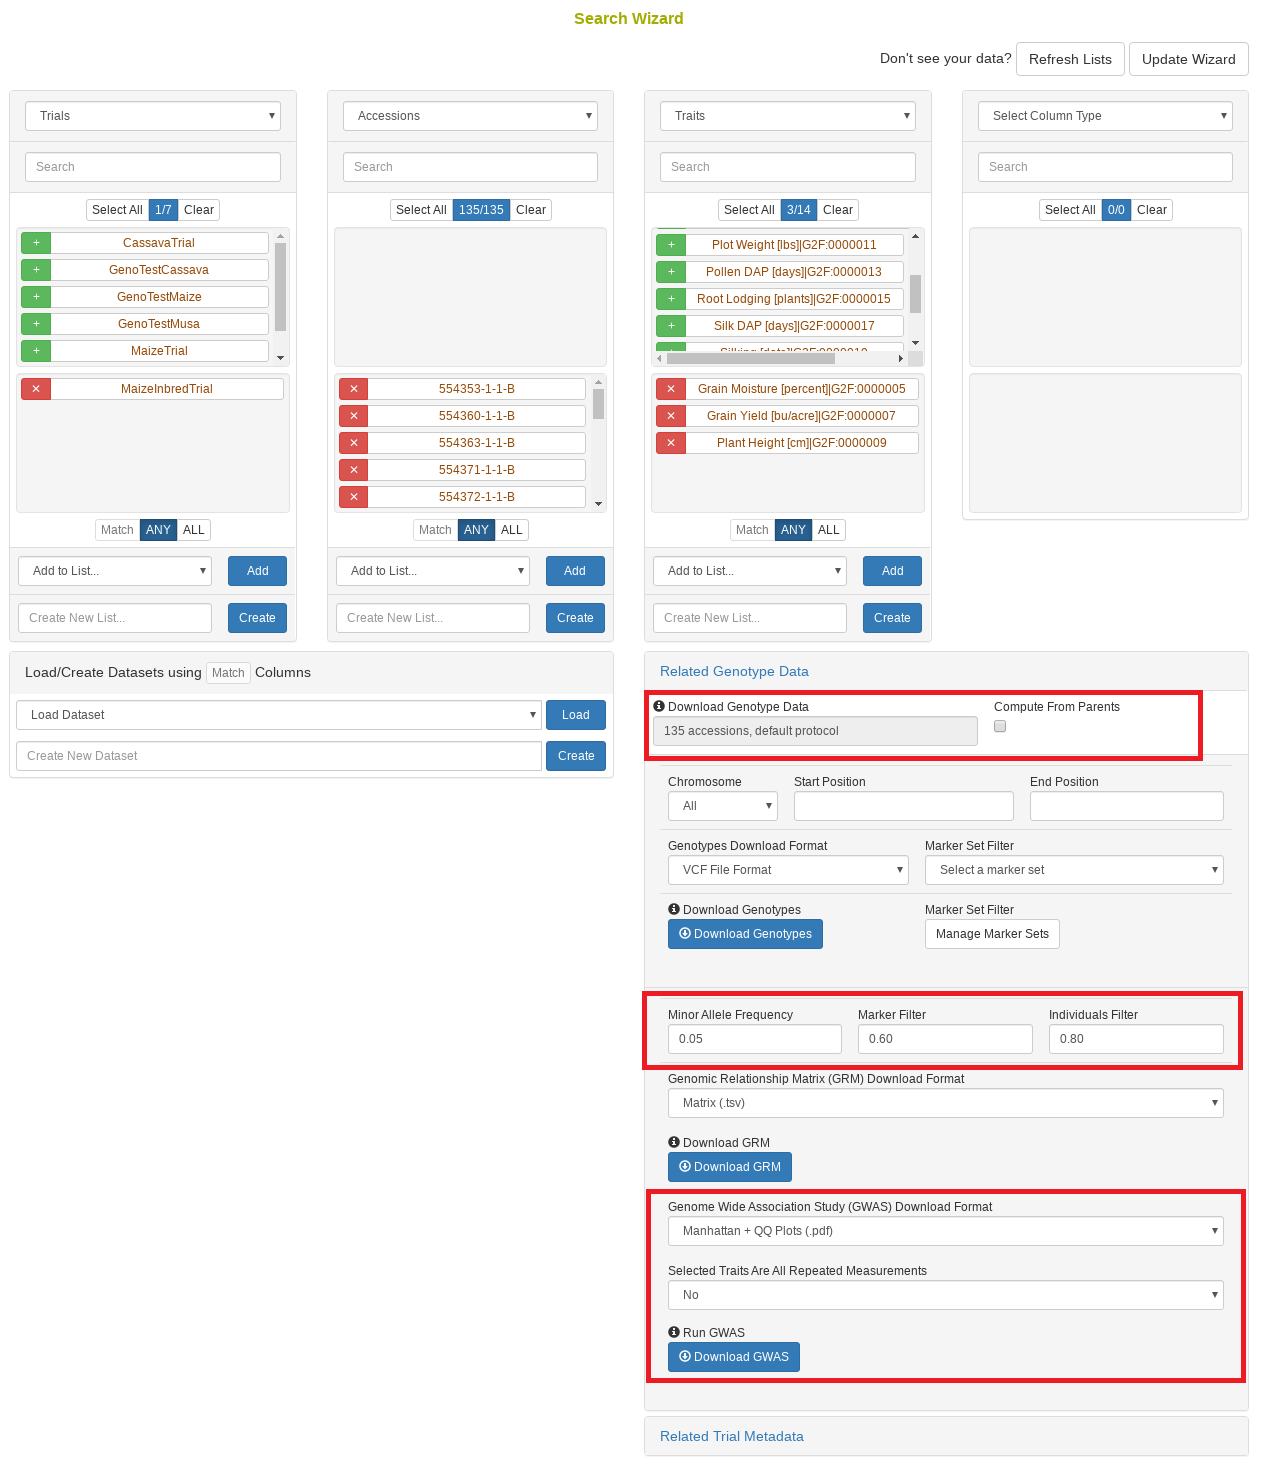 Search Wizard
Don't see your data? Refresh Lists Update Wizard
Trials
Search
Select All 1/7 Clear
+ CassavaTrial
+ GenoTestCassava
+ GenoTestMaize
+ GenoTestMusa
+ MaizeTrial
× MaizeInbredTrial
Match ANY ALL
Add to List... Add
Create New List... Create
Accessions
Search
Select All 135/135 Clear
× 554353-1-1-B
× 554360-1-1-B
× 554363-1-1-B
× 554371-1-1-B
× 554372-1-1-B
Match ANY ALL
Add to List... Add
Create New List... Create
Traits
Search
Select All 3/14 Clear
+ Plot Weight [lbs]|G2F:0000011
+ Pollen DAP [days]|G2F:0000013
+ Root Lodging [plants]|G2F:0000015
+ Silk DAP [days]|G2F:0000017
+ Silking [date]|G2F:0000019
× Grain Moisture [percent]|G2F:0000005
× Grain Yield [bu/acre]|G2F:0000007
× Plant Height [cm]|G2F:0000009
Match ANY ALL
Add to List... Add
Create New List... Create
Select Column Type
Search
Select All 0/0 Clear
Load/Create Datasets using Match Columns
Load Dataset Load
Create New Dataset Create
Related Genotype Data
Download Genotype Data Compute From Parents
135 accessions, default protocol
Chromosome Start Position End Position
All
Genotypes Download Format Marker Set Filter
VCF File Format Select a marker set
Download Genotypes Marker Set Filter
Download Genotypes Manage Marker Sets
Minor Allele Frequency Marker Filter Individuals Filter
0.05 0.60 0.80
Genomic Relationship Matrix (GRM) Download Format
Matrix (.tsv)
Download GRM
Download GRM
Genome Wide Association Study (GWAS) Download Format
Manhattan + QQ Plots (.pdf)
Selected Traits Are All Repeated Measurements
No
Run GWAS
Download GWAS
Related Trial Metadata